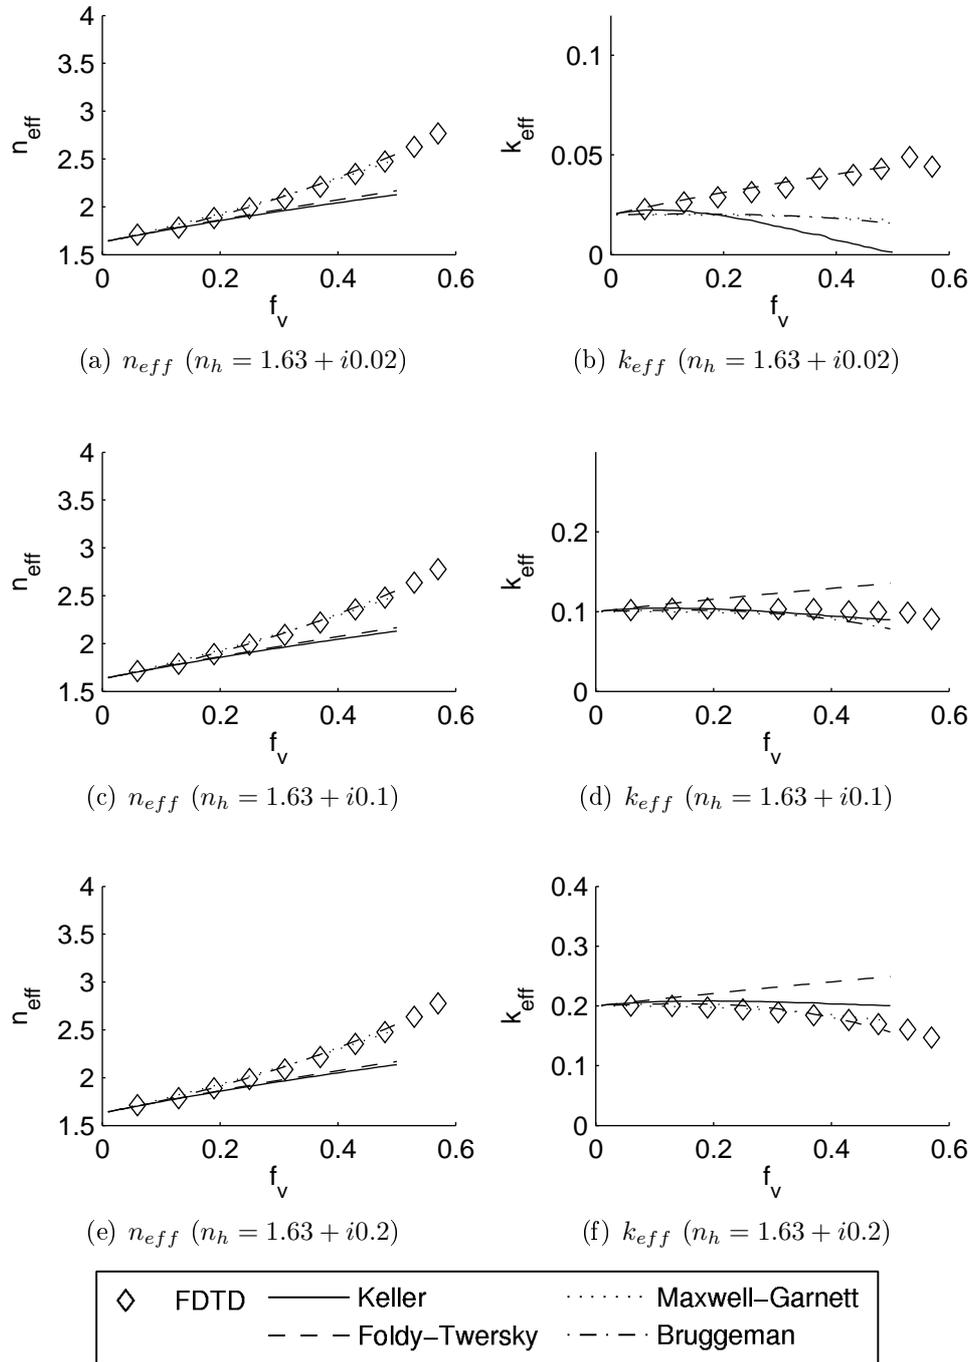 4
3.5
3
2.5
2
1.5
n_eff
0 0.2 0.4 0.6
f_v
(a) n_eff (n_h = 1.63 + i0.02)
0.1
0.05
0
k_eff
0 0.2 0.4 0.6
f_v
(b) k_eff (n_h = 1.63 + i0.02)
4
3.5
3
2.5
2
1.5
n_eff
0 0.2 0.4 0.6
f_v
(c) n_eff (n_h = 1.63 + i0.1)
0.2
0.1
0
k_eff
0 0.2 0.4 0.6
f_v
(d) k_eff (n_h = 1.63 + i0.1)
4
3.5
3
2.5
2
1.5
n_eff
0 0.2 0.4 0.6
f_v
(e) n_eff (n_h = 1.63 + i0.2)
0.4
0.3
0.2
0.1
0
k_eff
0 0.2 0.4 0.6
f_v
(f) k_eff (n_h = 1.63 + i0.2)
FDTD
Keller
Maxwell–Garnett
Foldy–Twersky
Bruggeman